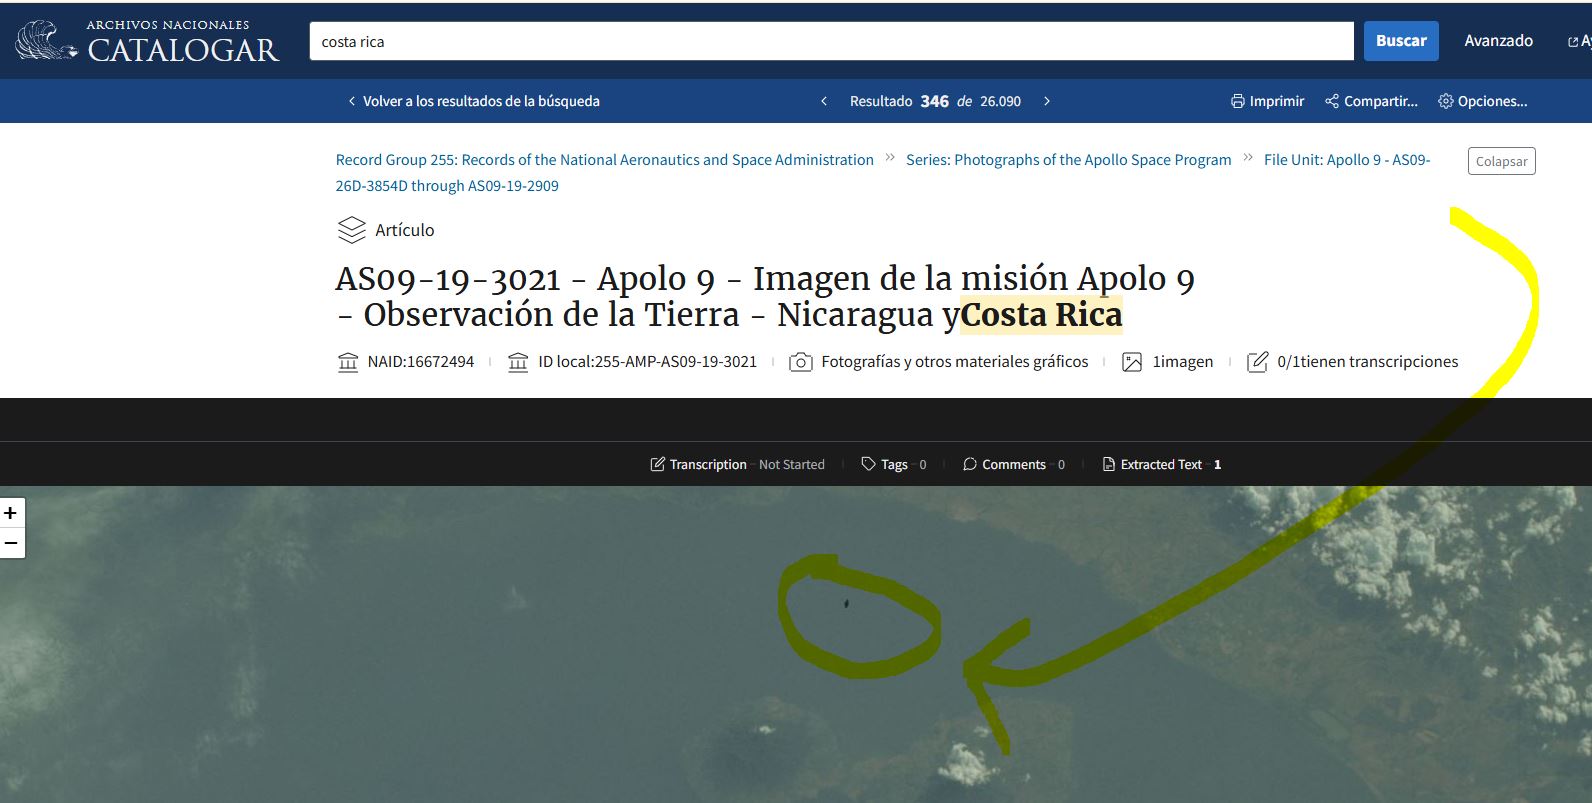 ARCHIVOS NACIONALES
CATALOGAR
costa rica
Buscar
Avanzado
Volver a los resultados de la búsqueda
Resultado 346 de 26.090
Imprimir
Compartir...
Opciones...
Record Group 255: Records of the National Aeronautics and Space Administration » Series: Photographs of the Apollo Space Program » File Unit: Apollo 9 - AS09-
26D-3854D through AS09-19-2909
Colapsar
Artículo
AS09-19-3021 - Apolo 9 - Imagen de la misión Apolo 9
- Observación de la Tierra - Nicaragua yCosta Rica
NAID:16672494
ID local:255-AMP-AS09-19-3021
Fotografías y otros materiales gráficos
1imagen
0/1tienen transcripciones
Transcription - Not Started
Tags - 0
Comments - 0
Extracted Text - 1
+
−